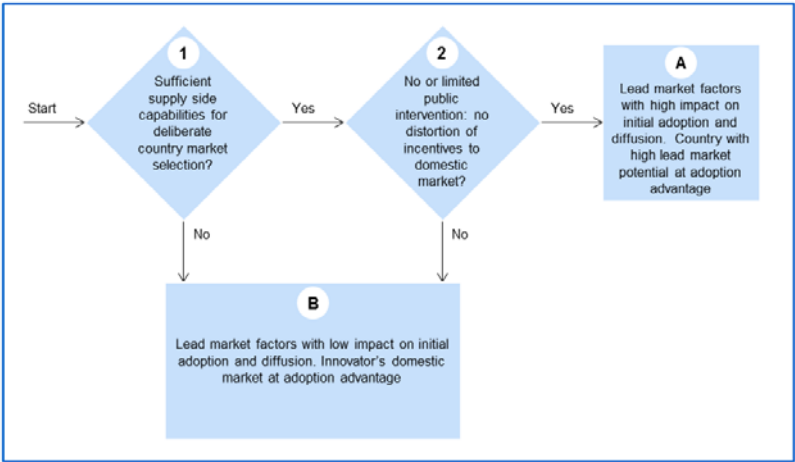 Start
1
Sufficient
supply side
capabilities for
deliberate
country market
selection?
Yes
2
No or limited
public
intervention: no
distortion of
incentives to
domestic
market?
Yes
A
Lead market factors
with high impact on
initial adoption and
diffusion. Country with
high lead market
potential at adoption
advantage
No
No
B
Lead market factors with low impact on initial
adoption and diffusion. Innovator's domestic
market at adoption advantage